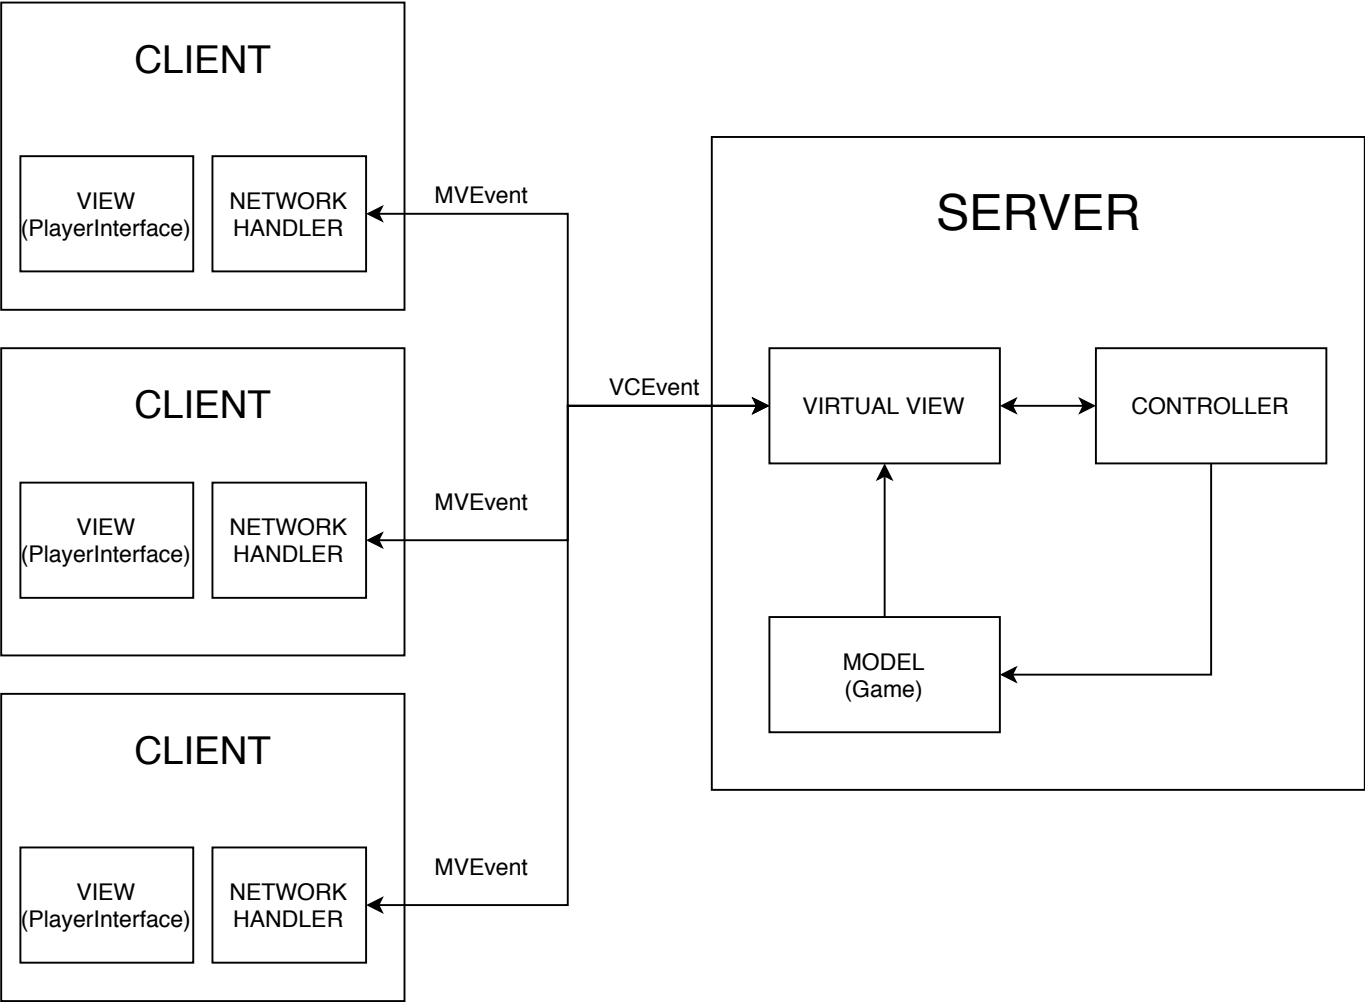 CLIENT
VIEW
(PlayerInterface)
NETWORK
HANDLER
MVEvent
CLIENT
VIEW
(PlayerInterface)
NETWORK
HANDLER
MVEvent
CLIENT
VIEW
(PlayerInterface)
NETWORK
HANDLER
MVEvent
VCEvent
SERVER
VIRTUAL VIEW
CONTROLLER
MODEL
(Game)